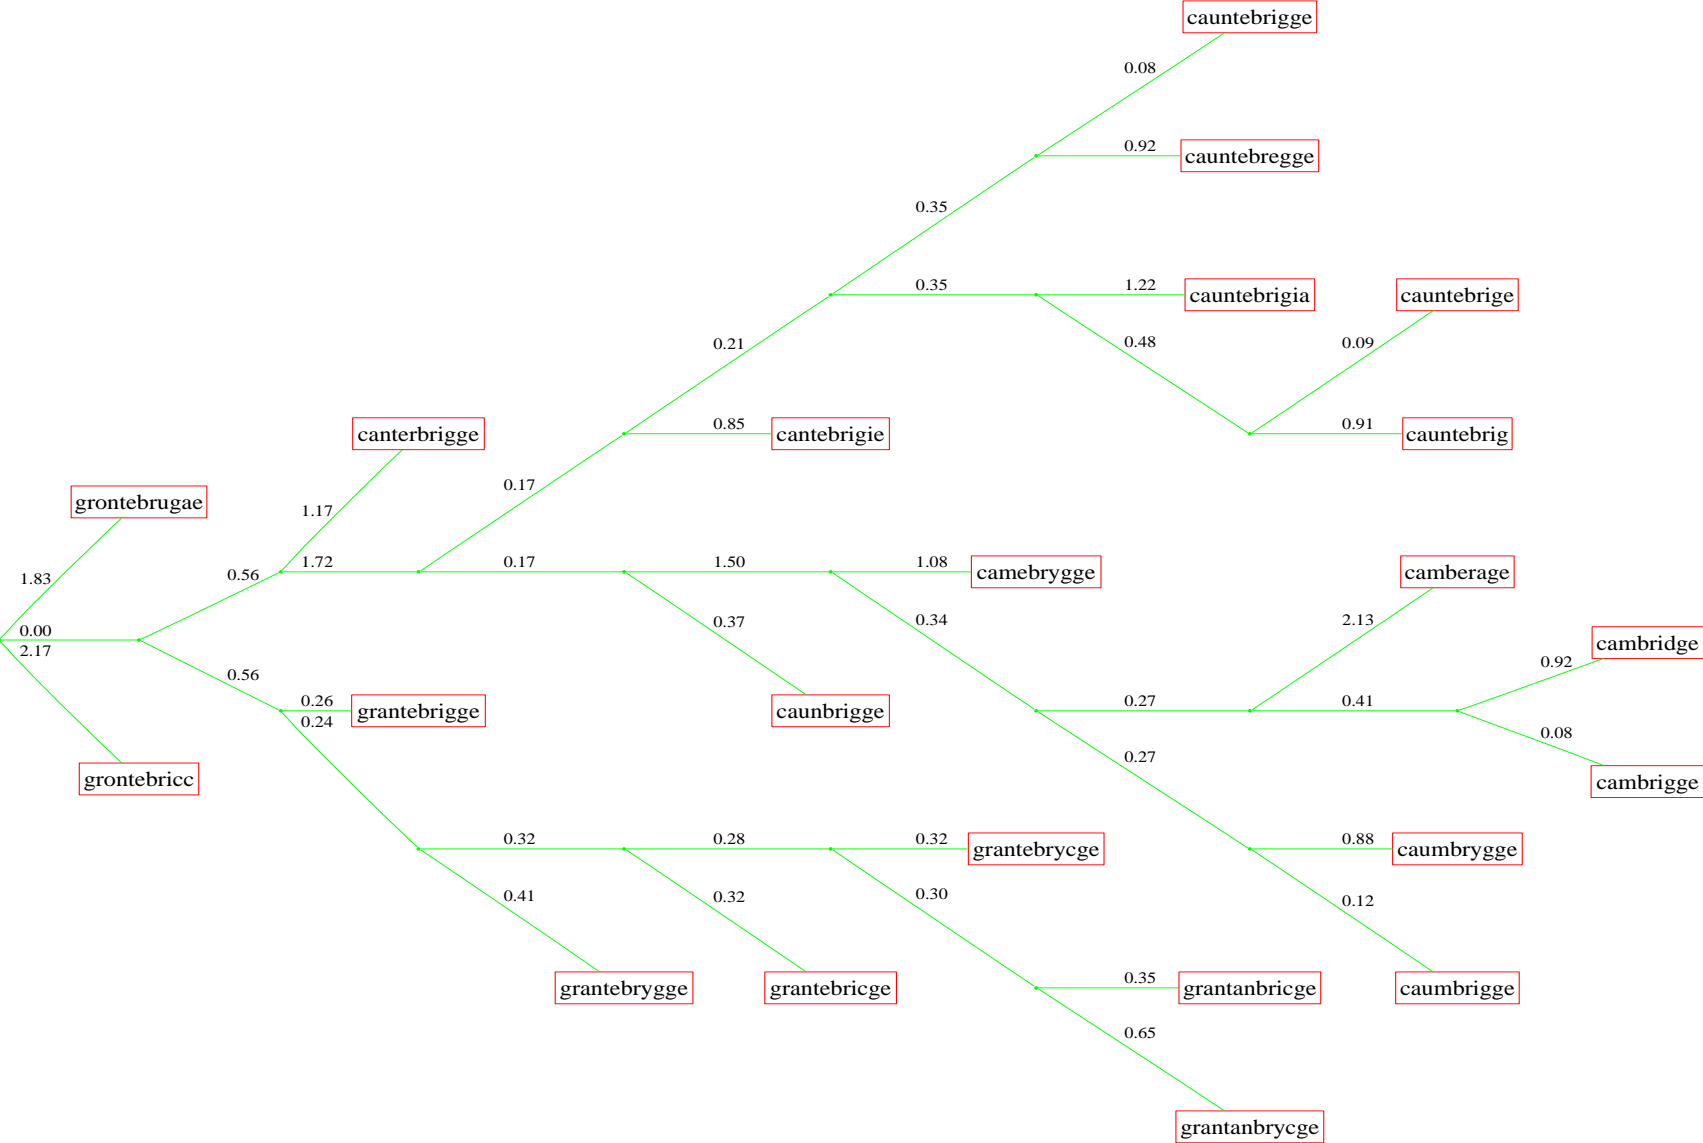 cauntebrigge
0.08
0.92
cauntebregge
0.35
0.35
1.22
cauntebrigia
cauntebrige
0.21
0.48
0.09
canterbrigge
0.85
cantebrigie
0.91
cauntebrig
0.17
grontebrugae
1.17
1.83
0.56
1.72
0.17
1.50
1.08
camebrygge
camberage
0.00
2.17
0.37
0.34
2.13
cambridge
0.92
0.56
0.26
grantebrigge
0.24
caunbrigge
0.27
0.41
0.08
grontebricc
0.27
cambrigge
0.32
0.28
0.32
grantebrycge
0.88
caumbrygge
0.41
0.32
0.30
0.12
grantebrygge
grantebricge
0.35
grantanbricge
caumbrigge
0.65
grantanbrycge